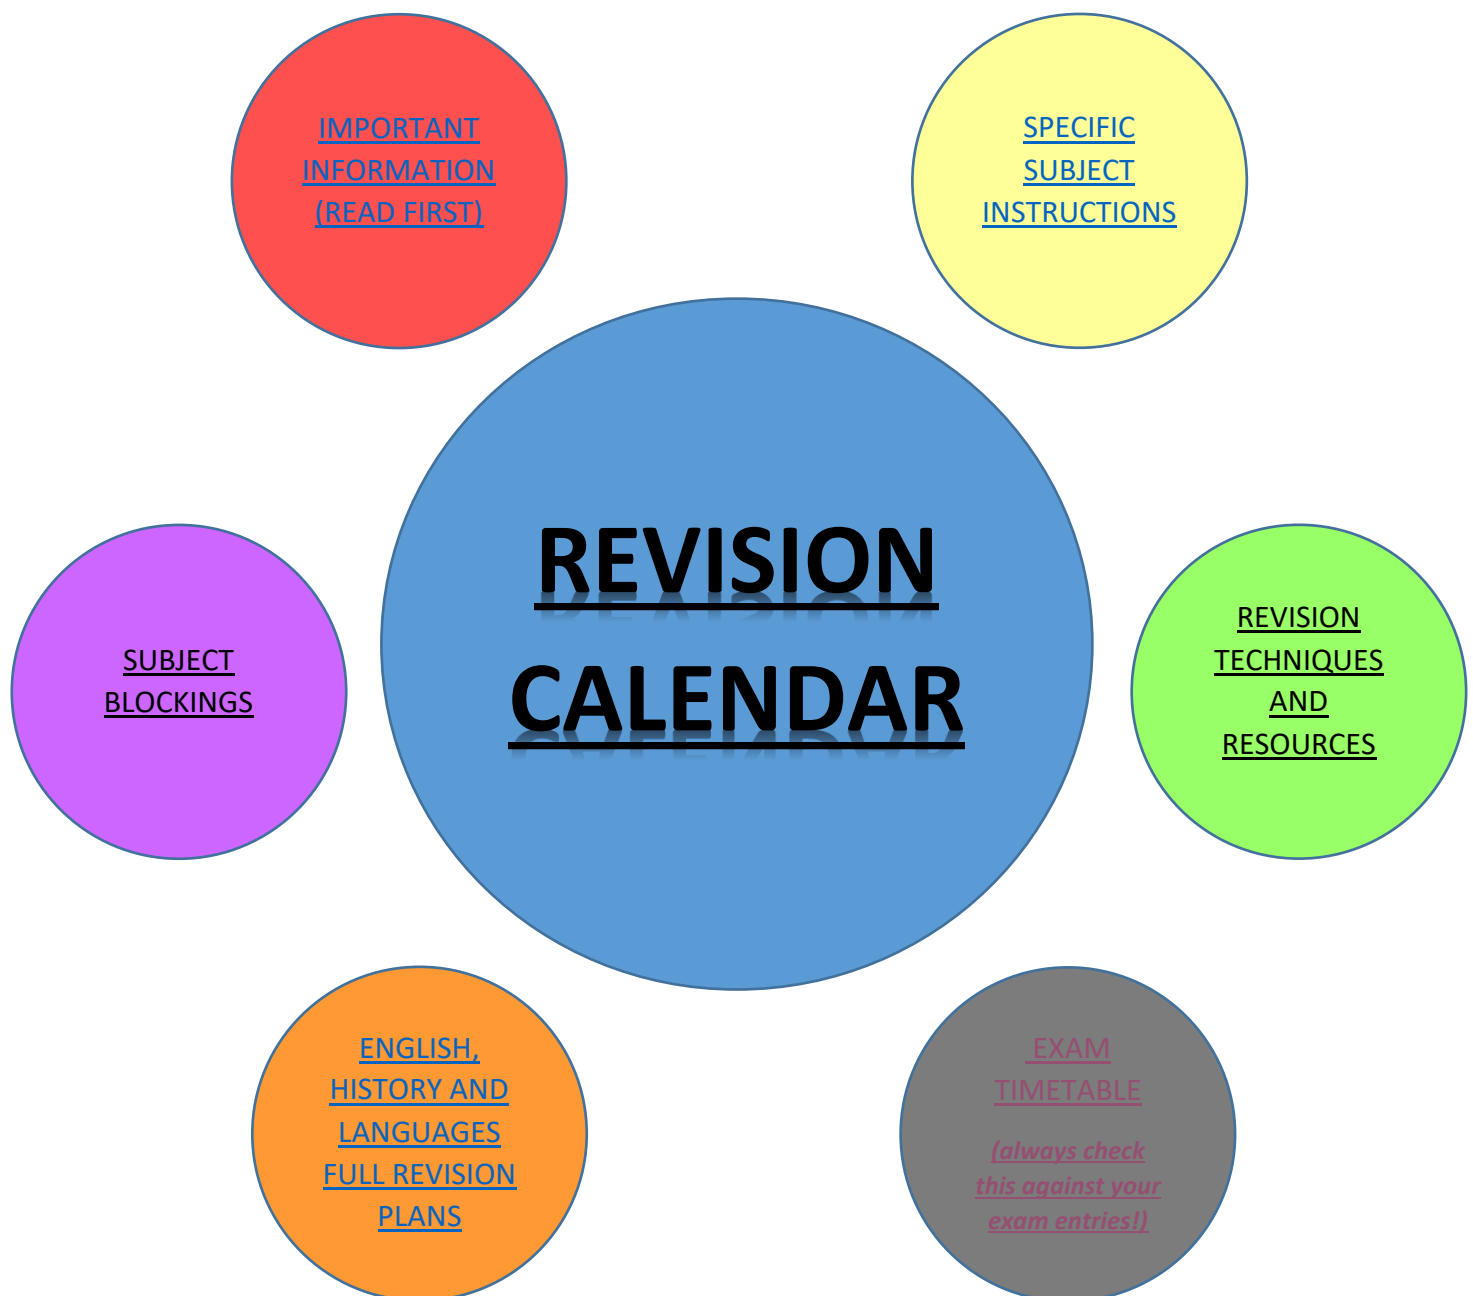 IMPORTANT
INFORMATION
(READ FIRST)
SPECIFIC
SUBJECT
INSTRUCTIONS
REVISION
CALENDAR
SUBJECT
BLOCKINGS
REVISION
TECHNIQUES
AND
RESOURCES
ENGLISH,
HISTORY AND
LANGUAGES
FULL REVISION
PLANS
EXAM
TIMETABLE
(always check
this against your
exam entries!)